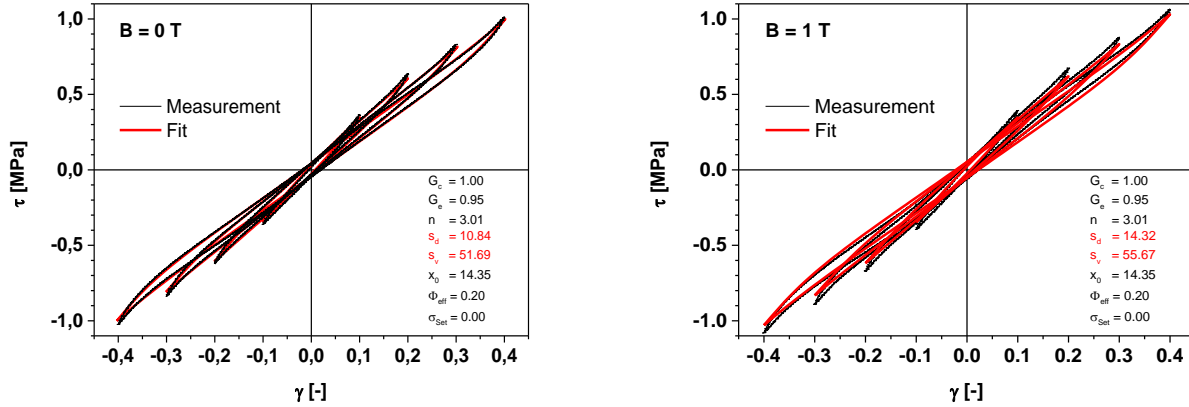 B = 0 T
Measurement
Fit
τ [MPa]
1,0
0,5
0,0
-0,5
-1,0
G_c = 1.00
G_e = 0.95
n = 3.01
s_d = 10.84
s_v = 51.69
x_0 = 14.35
Φ_eff = 0.20
σ_Set = 0.00
-0,4 -0,3 -0,2 -0,1 0,0 0,1 0,2 0,3 0,4
γ [-]
B = 1 T
Measurement
Fit
τ [MPa]
1.0
0.5
0.0
-0.5
-1.0
G_c = 1.00
G_e = 0.95
n = 3.01
s_d = 14.32
s_v = 55.67
x_0 = 14.35
Φ_eff = 0.20
σ_Set = 0.00
-0.4 -0.3 -0.2 -0.1 0.0 0.1 0.2 0.3 0.4
γ [-]